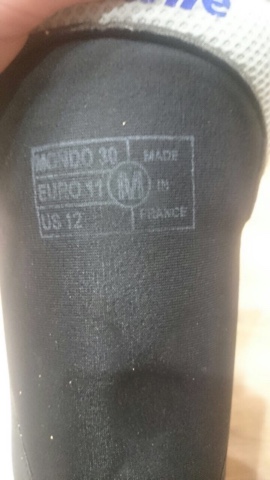 MONDO 30 MADE
EURO 11 M IN
US 12 FRANCE